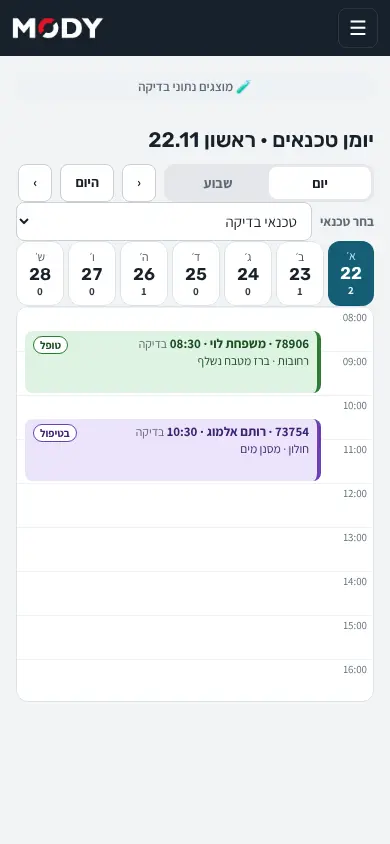 MODY
☰
🧪 מוצגים נתוני בדיקה
יומן טכנאים • ראשון 22.11
יום שבוע ‹ היום ›
בחר טכנאי טכנאי בדיקה
א׳ ב׳ ג׳ ד׳ ה׳ ו׳ ש׳
22 23 24 25 26 27 28
2 1 0 0 1 0 0
08:00
78906 · משפחת לוי · 08:30 בדיקה טופל
רחובות · ברז מטבח נשלף
09:00
10:00
73754 · רותם אלמוג · 10:30 בדיקה בטיפול
חולון · מסנן מים
11:00
12:00
13:00
14:00
15:00
16:00